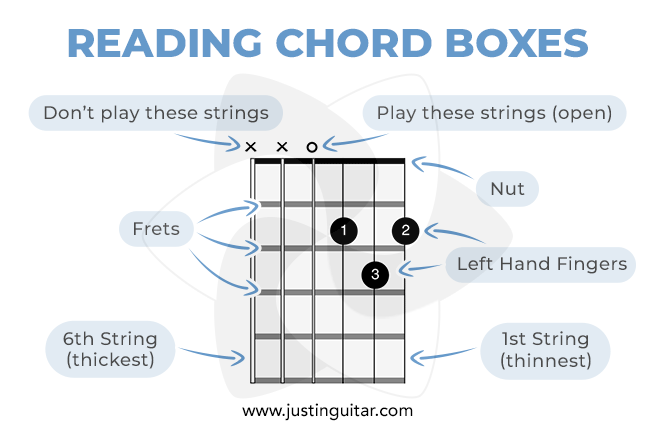 READING CHORD BOXES
Don’t play these strings
Play these strings (open)
× × o
Nut
Frets
1
2
Left Hand Fingers
3
6th String
(thickest)
1st String
(thinnest)
www.justinguitar.com